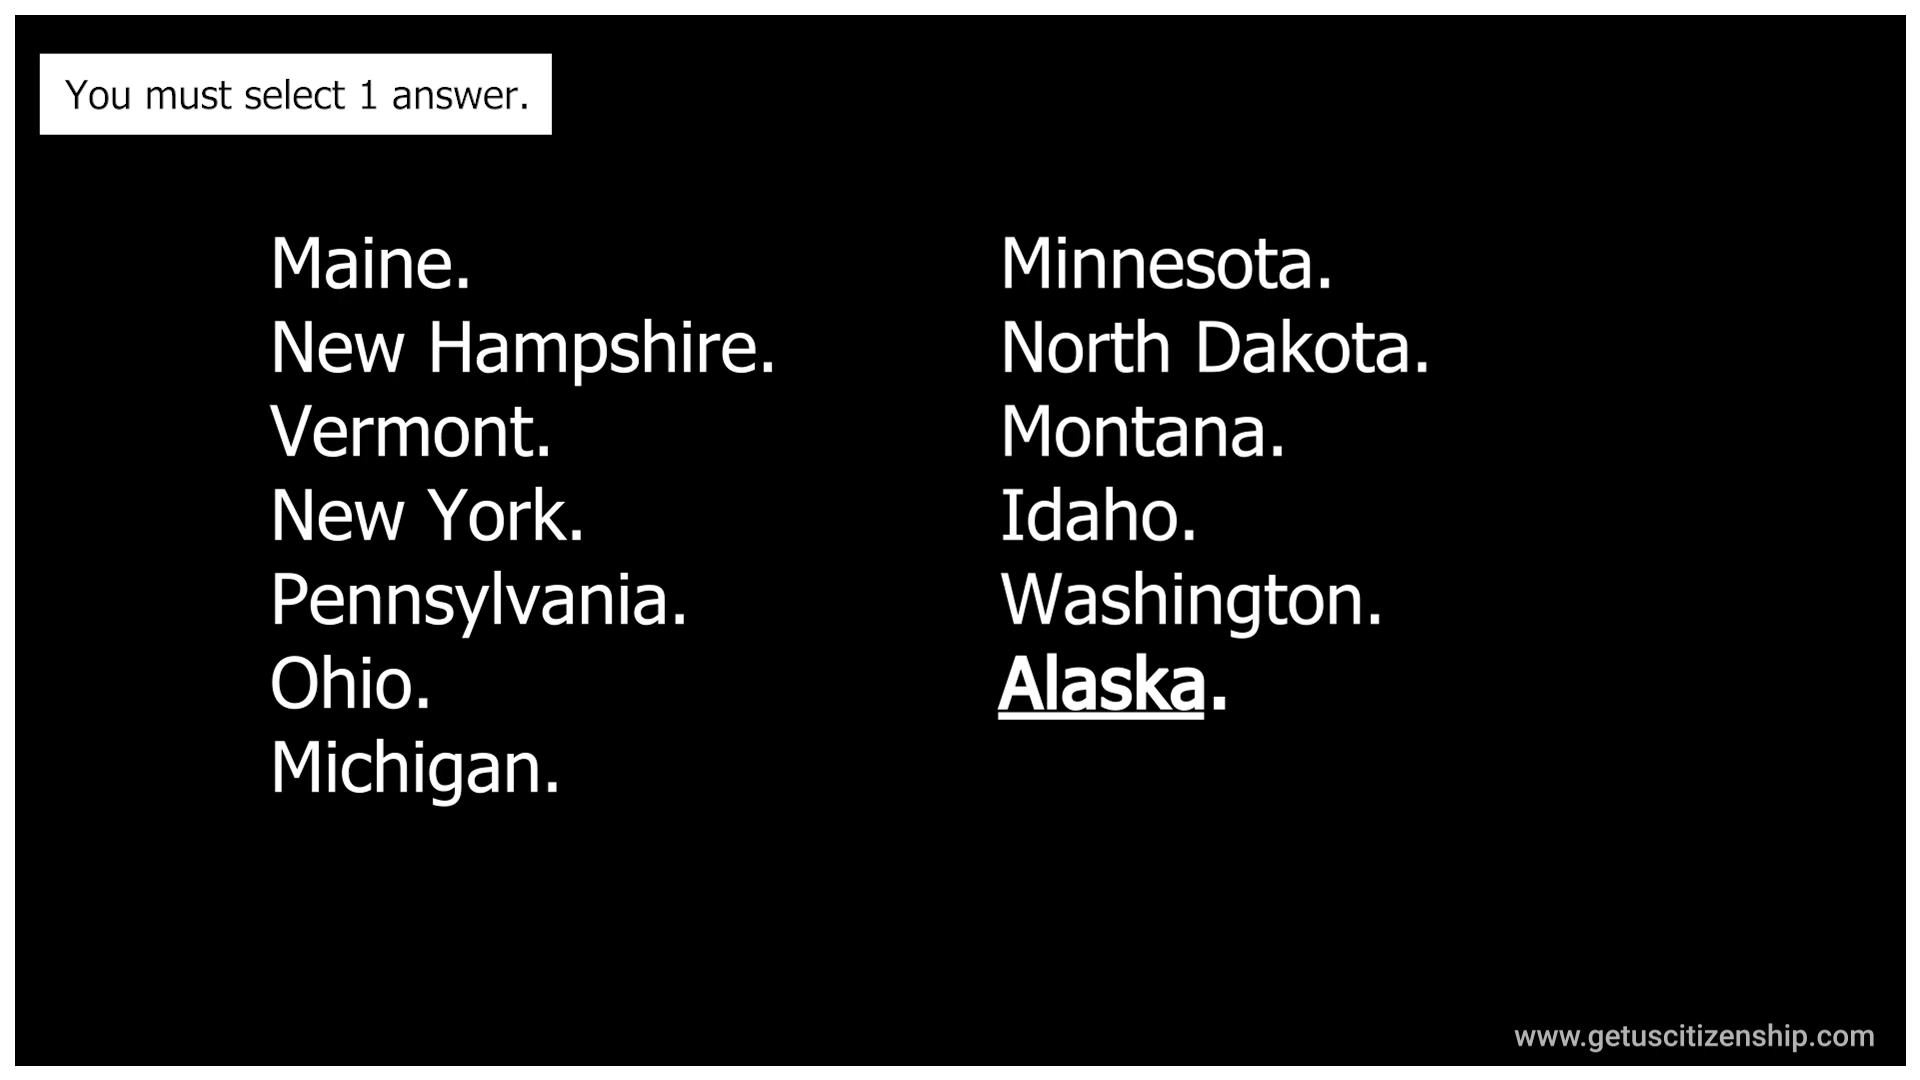 You must select 1 answer.
Maine.
New Hampshire.
Vermont.
New York.
Pennsylvania.
Ohio.
Michigan.
Minnesota.
North Dakota.
Montana.
Idaho.
Washington.
Alaska.
www.getuscitizenship.com